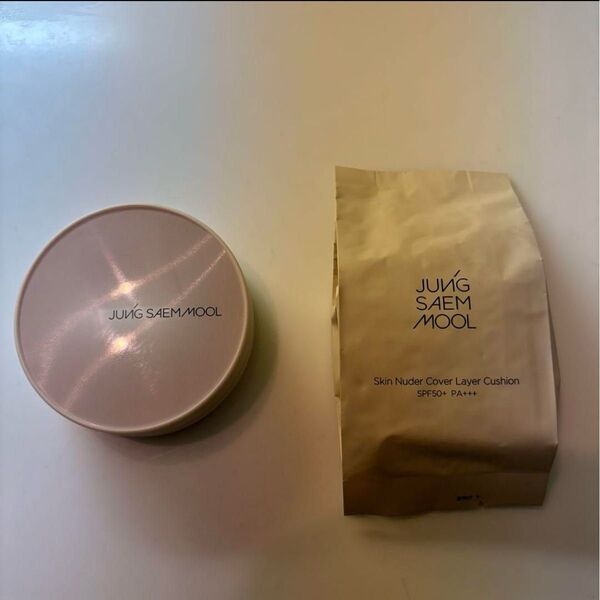 JUNG SAEM MOOL
JUNG
SAEM
MOOL
Skin Nuder Cover Layer Cushion
SPF50+ PA+++